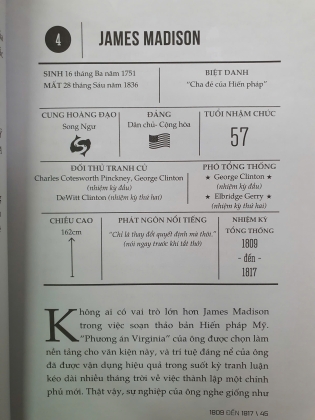 4 JAMES MADISON
SINH 16 tháng Ba năm 1751
MẤT 28 tháng Sáu năm 1836
BIỆT DANH
“Cha đẻ của Hiến pháp”
CUNG HOÀNG ĐẠO
Song Ngư
ĐẢNG
Dân chủ- Cộng hòa
TUỔI NHẬM CHỨC
57
ĐỐI THỦ TRANH CỬ
Charles Cotesworth Pinckney, George Clinton
(nhiệm kỳ đầu)
DeWitt Clinton (nhiệm kỳ thứ hai)
PHÓ TỔNG THỐNG
★ George Clinton ★
(nhiệm kỳ đầu)
★ Elbridge Gerry ★
(nhiệm kỳ thứ hai)
CHIỀU CAO
162cm
PHÁT NGÔN NỔI TIẾNG
“Chỉ là thay đổi quyết định mà thôi.”
(nói ngay trước khi tắt thở)
NHIỆM KỲ
TỔNG THỐNG
1809
- đến -
1817
Không ai có vai trò lớn hơn James Madison
trong việc soạn thảo bản Hiến pháp Mỹ.
“Phương án Virginia” của ông được chọn làm
nền tảng cho văn kiện này, và trí tuệ đáng nể của ông
đã được vận dụng hiệu quả trong suốt kỳ tranh luận
kéo dài nhiều tháng trời về việc thành lập một chính
phủ mới. Thật vậy, sự nghiệp của ông nghe giống như
1809 ĐẾN 1817 \ 45